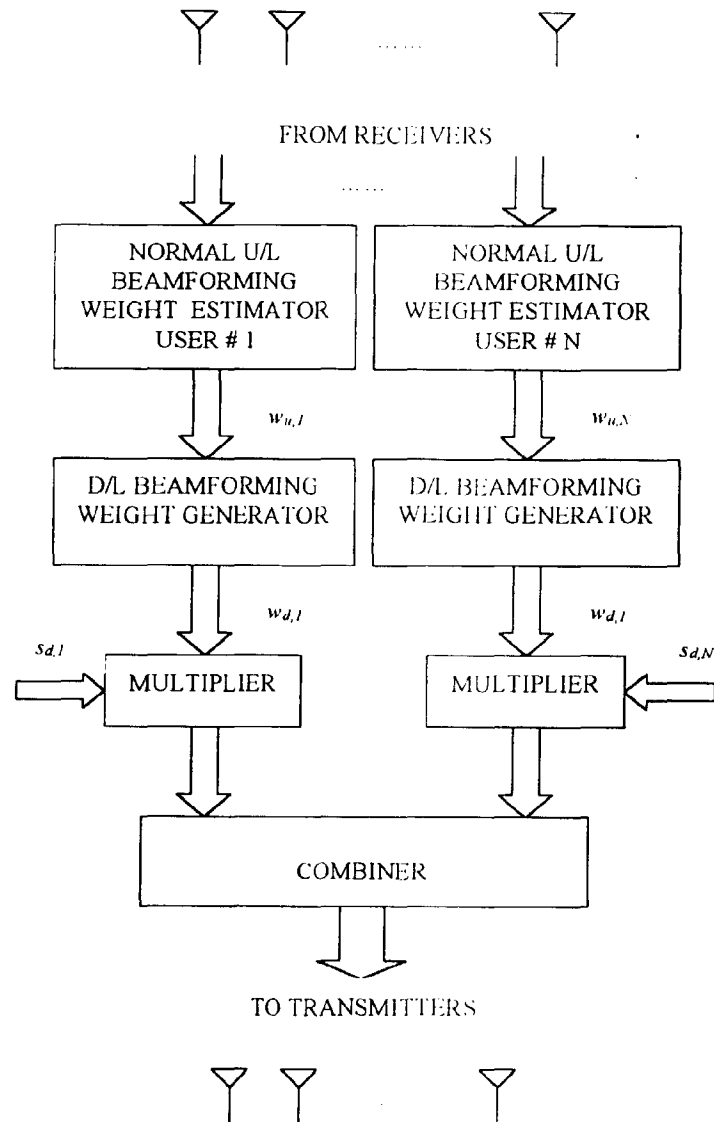 FROM RECEIVERS
NORMAL U/L
BEAMFORMING
WEIGHT ESTIMATOR
USER # 1
NORMAL U/L
BEAMFORMING
WEIGHT ESTIMATOR
USER # N
wu,1
wu,N
D/L BEAMFORMING
WEIGHT GENERATOR
D/L BEAMFORMING
WEIGHT GENERATOR
wd,1
wd,1
sd,1
MULTIPLIER
MULTIPLIER
sd,N
COMBINER
TO TRANSMITTERS